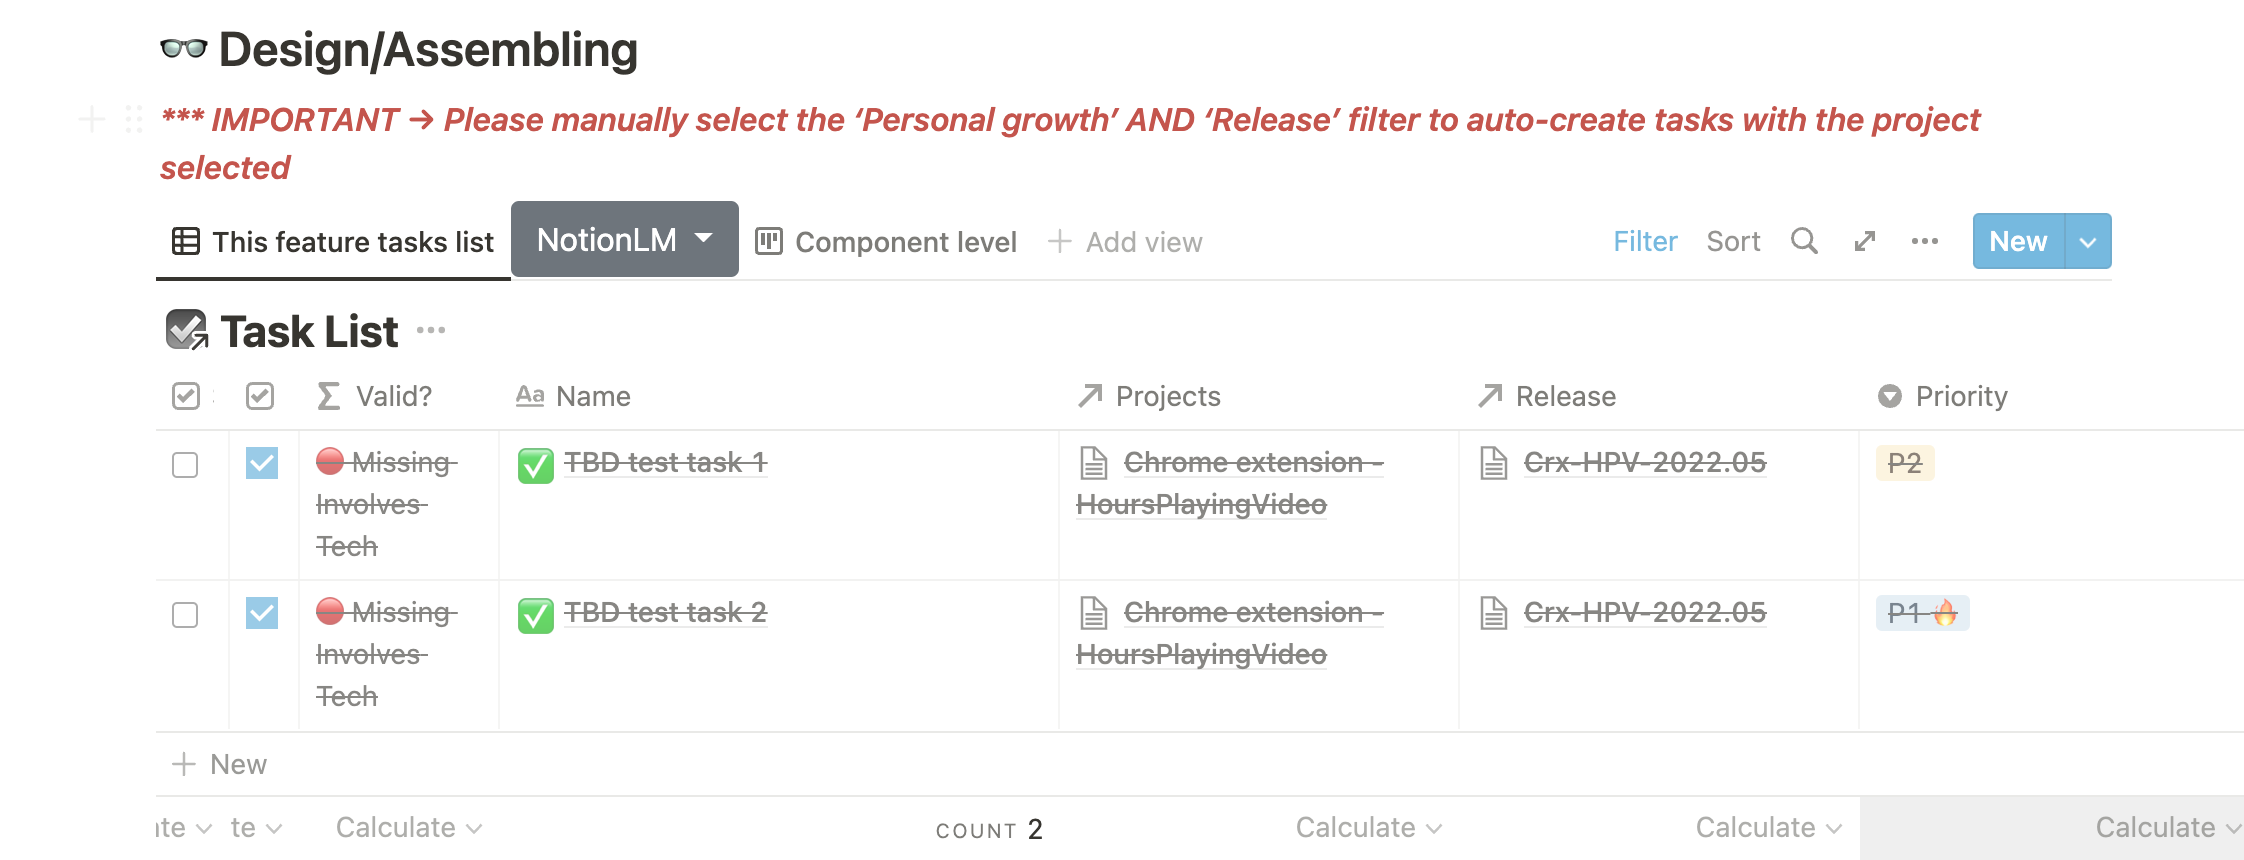 Design/Assembling
*** IMPORTANT → Please manually select the ‘Personal growth’ AND ‘Release’ filter to auto-create tasks with the project
selected
This feature tasks list NotionLM Component level + Add view Filter Sort New
Task List
Valid? Aa Name Projects Release Priority
Missing TBD test task 1 Chrome extension - Crx-HPV-2022.05 P2
Involves HoursPlayingVideo
Tech
Missing TBD test task 2 Chrome extension - Crx-HPV-2022.05 P1
Involves HoursPlayingVideo
Tech
+ New
te Calculate COUNT 2 Calculate Calculate Calculate